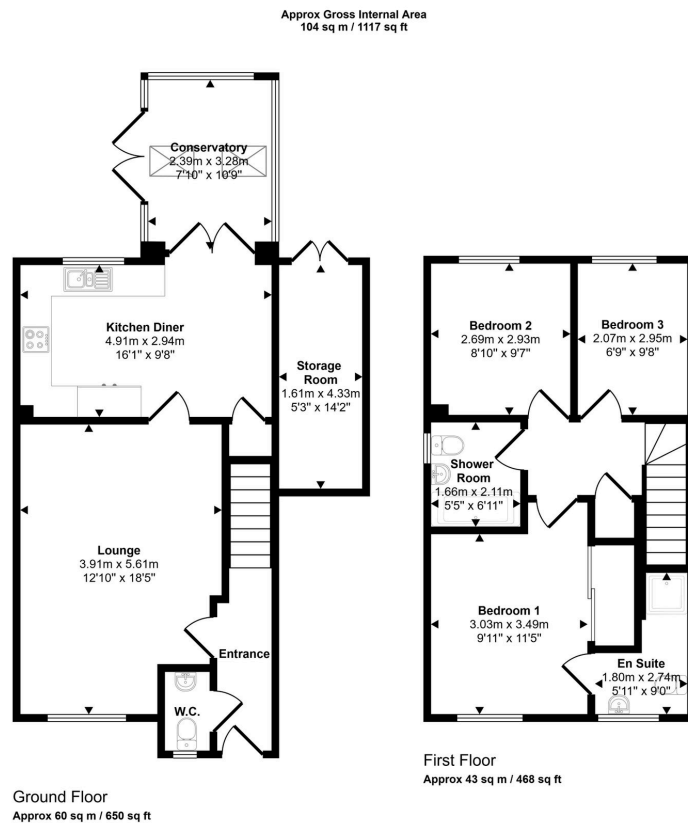 Approx Gross Internal Area
104 sq m / 1117 sq ft
Conservatory
2.39m x 3.28m
7'10" x 10'9"
Kitchen Diner
4.91m x 2.94m
16'1" x 9'8"
Storage
Room
1.61m x 4.33m
5'3" x 14'2"
Lounge
3.91m x 5.61m
12'10" x 18'5"
Entrance
W.C.
Ground Floor
Approx 60 sq m / 650 sq ft
Bedroom 2
2.69m x 2.93m
8'10" x 9'7"
Bedroom 3
2.07m x 2.95m
6'9" x 9'8"
Shower
Room
1.66m x 2.11m
5'5" x 6'11"
Bedroom 1
3.03m x 3.49m
9'11" x 11'5"
En Suite
1.80m x 2.74m
5'11" x 9'0"
First Floor
Approx 43 sq m / 468 sq ft